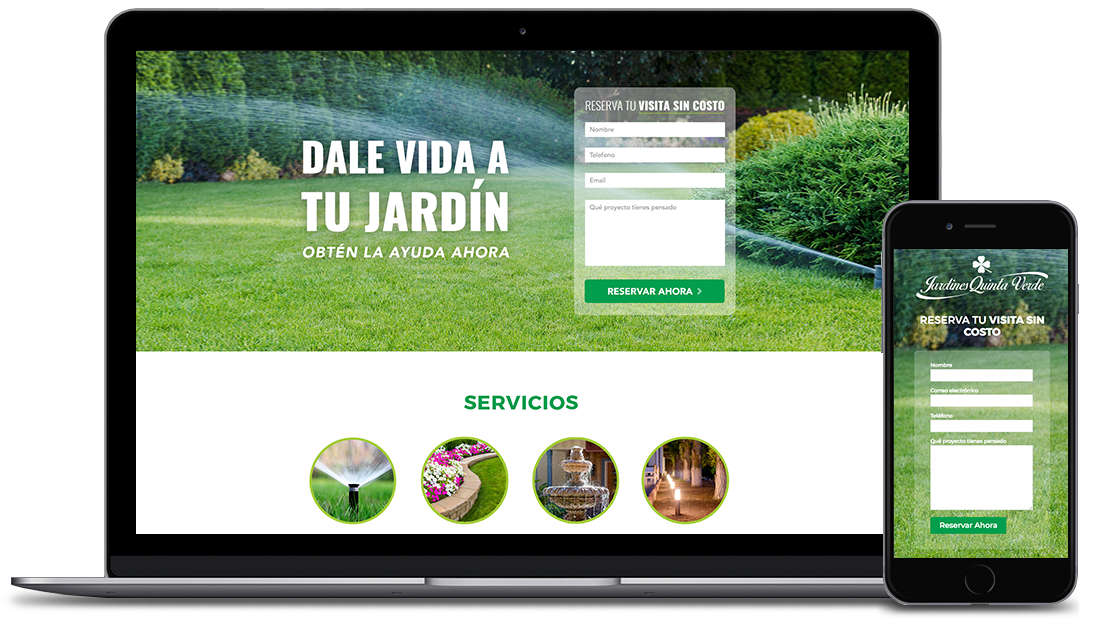 DALE VIDA A
TU JARDÍN
OBTÉN LA AYUDA AHORA
RESERVA TU VISITA SIN COSTO
Nombre
Telefono
Email
Qué proyecto tienes pensado
RESERVAR AHORA >
SERVICIOS
Jardines Quinta Verde
RESERVA TU VISITA SIN
COSTO
Nombre
Correo electrónico
Teléfono
Qué proyecto tienes pensado
Reservar Ahora